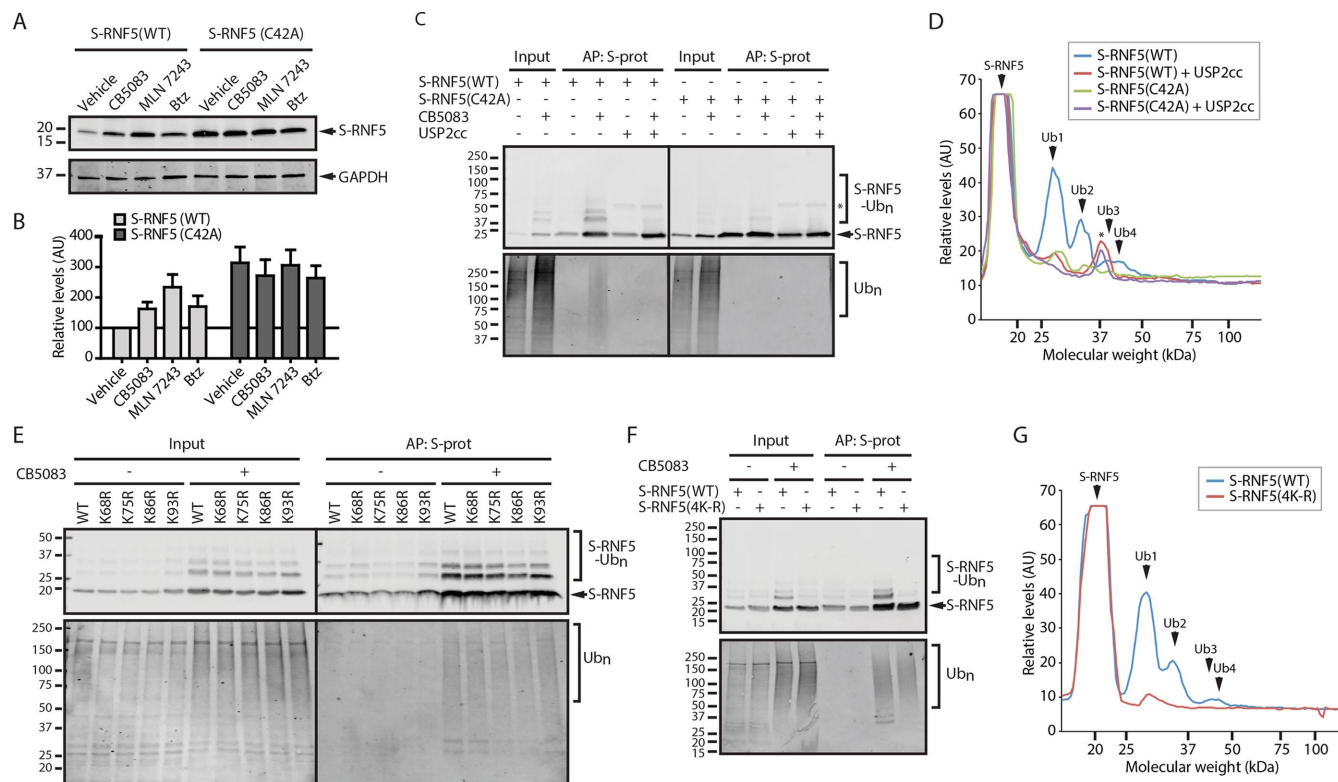 A
S-RNF5(WT) S-RNF5 (C42A)
Vehicle CB5083 MLN 7243 Btz Vehicle CB5083 MLN 7243 Btz
20
15
S-RNF5
37
GAPDH
B
S-RNF5 (WT)
S-RNF5 (C42A)
Relative levels (AU)
400
300
200
100
Vehicle CB5083 MLN 7243 Btz Vehicle CB5083 MLN 7243 Btz
C
Input AP: S-prot Input AP: S-prot
S-RNF5(WT) + + + + + + - - - - - -
S-RNF5(C42A) - - - - - - + + + + + +
CB5083 - + - + - + - + - + - +
USP2cc - - - - + + - - - - + +
250
150
100
75
50
37
25
S-RNF5
-Ubn
*
S-RNF5
250
150
100
75
50
37
Ubn
D
S-RNF5(WT)
S-RNF5(WT) + USP2cc
S-RNF5(C42A)
S-RNF5(C42A) + USP2cc
S-RNF5
Ub1
Ub2
Ub3
*
Ub4
Relative levels (AU)
70
60
50
40
30
20
10
0
20 25 37 50 75 100
Molecular weight (kDa)
E
Input AP: S-prot
CB5083 - + - +
WT K68R K75R K86R K93R WT K68R K75R K86R K93R WT K68R K75R K86R K93R WT K68R K75R K86R K93R
50
37
25
20
S-RNF5
-Ubn
S-RNF5
250
150
100
75
50
37
25
20
Ubn
F
Input AP: S-prot
CB5083 - + - +
S-RNF5(WT) + - + - + - + -
S-RNF5(4K-R) - + - + - + - +
250
150
100
75
50
37
25
20
15
S-RNF5
-Ubn
S-RNF5
250
150
100
75
50
37
25
20
15
Ubn
G
S-RNF5(WT)
S-RNF5(4K-R)
S-RNF5
Ub1
Ub2
Ub3
Ub4
Relative levels (AU)
70
60
50
40
30
20
10
0
20 25 37 50 75 100
Molecular weight (kDa)